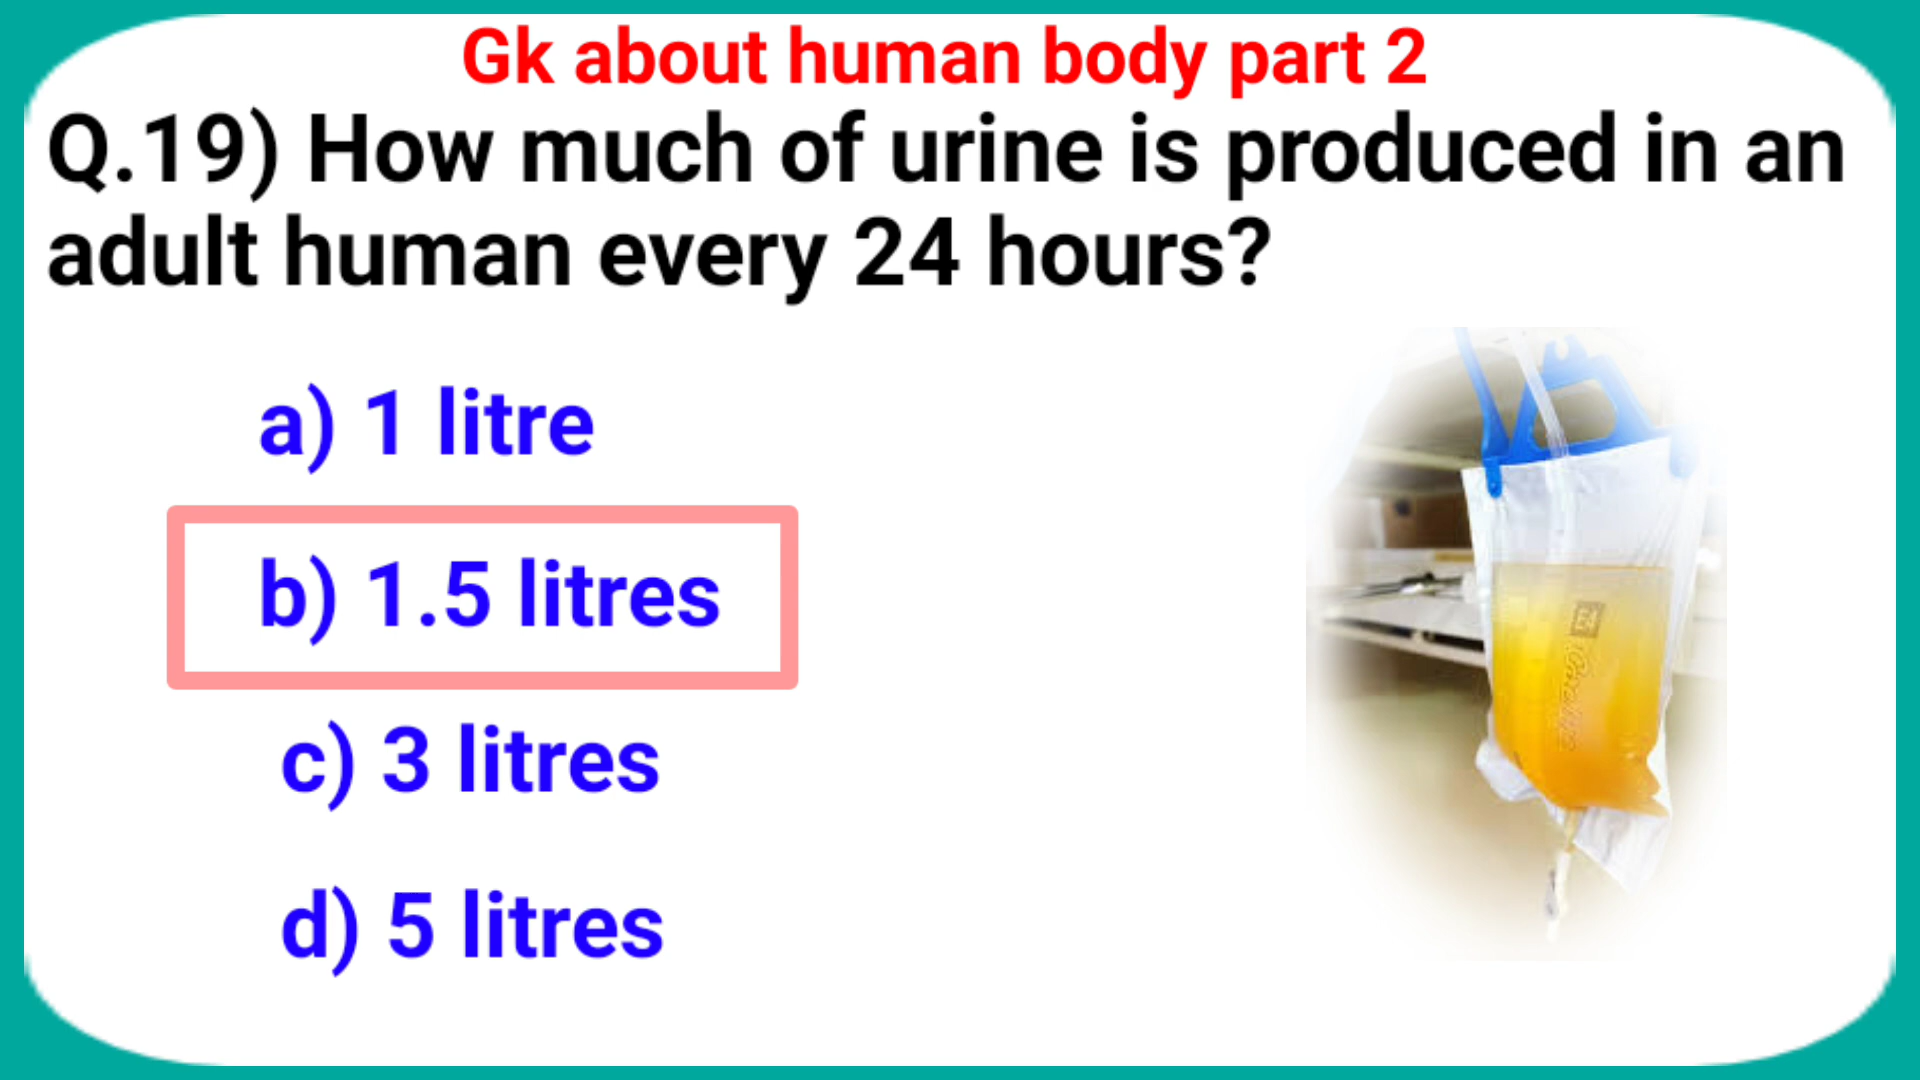 Gk about human body part 2
Q.19) How much of urine is produced in an
adult human every 24 hours?
a) 1 litre
b) 1.5 litres
c) 3 litres
d) 5 litres